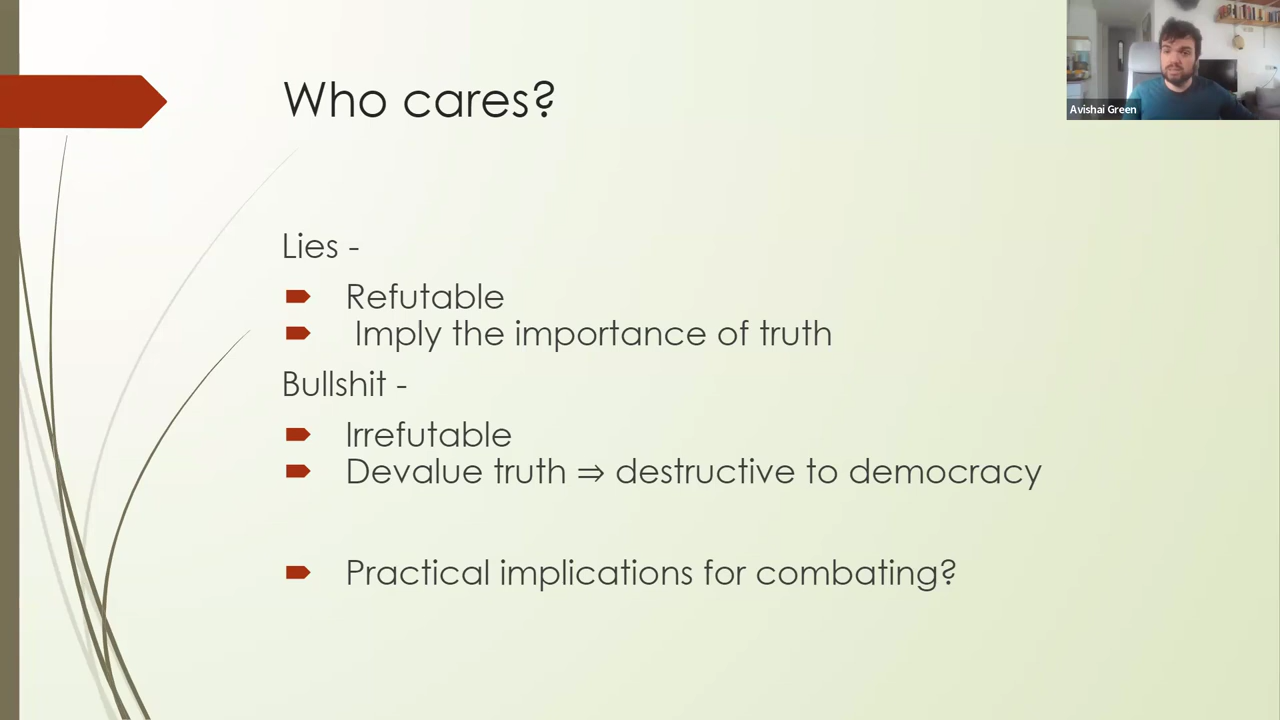 Who cares?
Avishai Green
Lies -
Refutable
Imply the importance of truth
Bullshit -
Irrefutable
Devalue truth ⇒ destructive to democracy
Practical implications for combating?